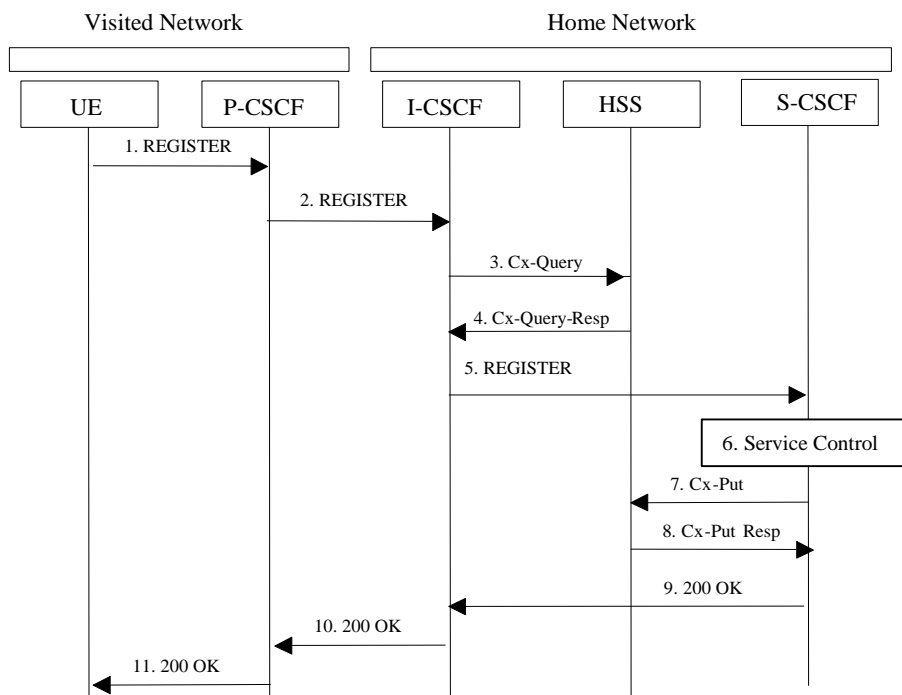 Visited Network
Home Network
UE
P-CSCF
I-CSCF
HSS
S-CSCF
1. REGISTER
2. REGISTER
3. Cx-Query
4. Cx-Query-Resp
5. REGISTER
6. Service Control
7. Cx-Put
8. Cx-Put Resp
9. 200 OK
10. 200 OK
11. 200 OK